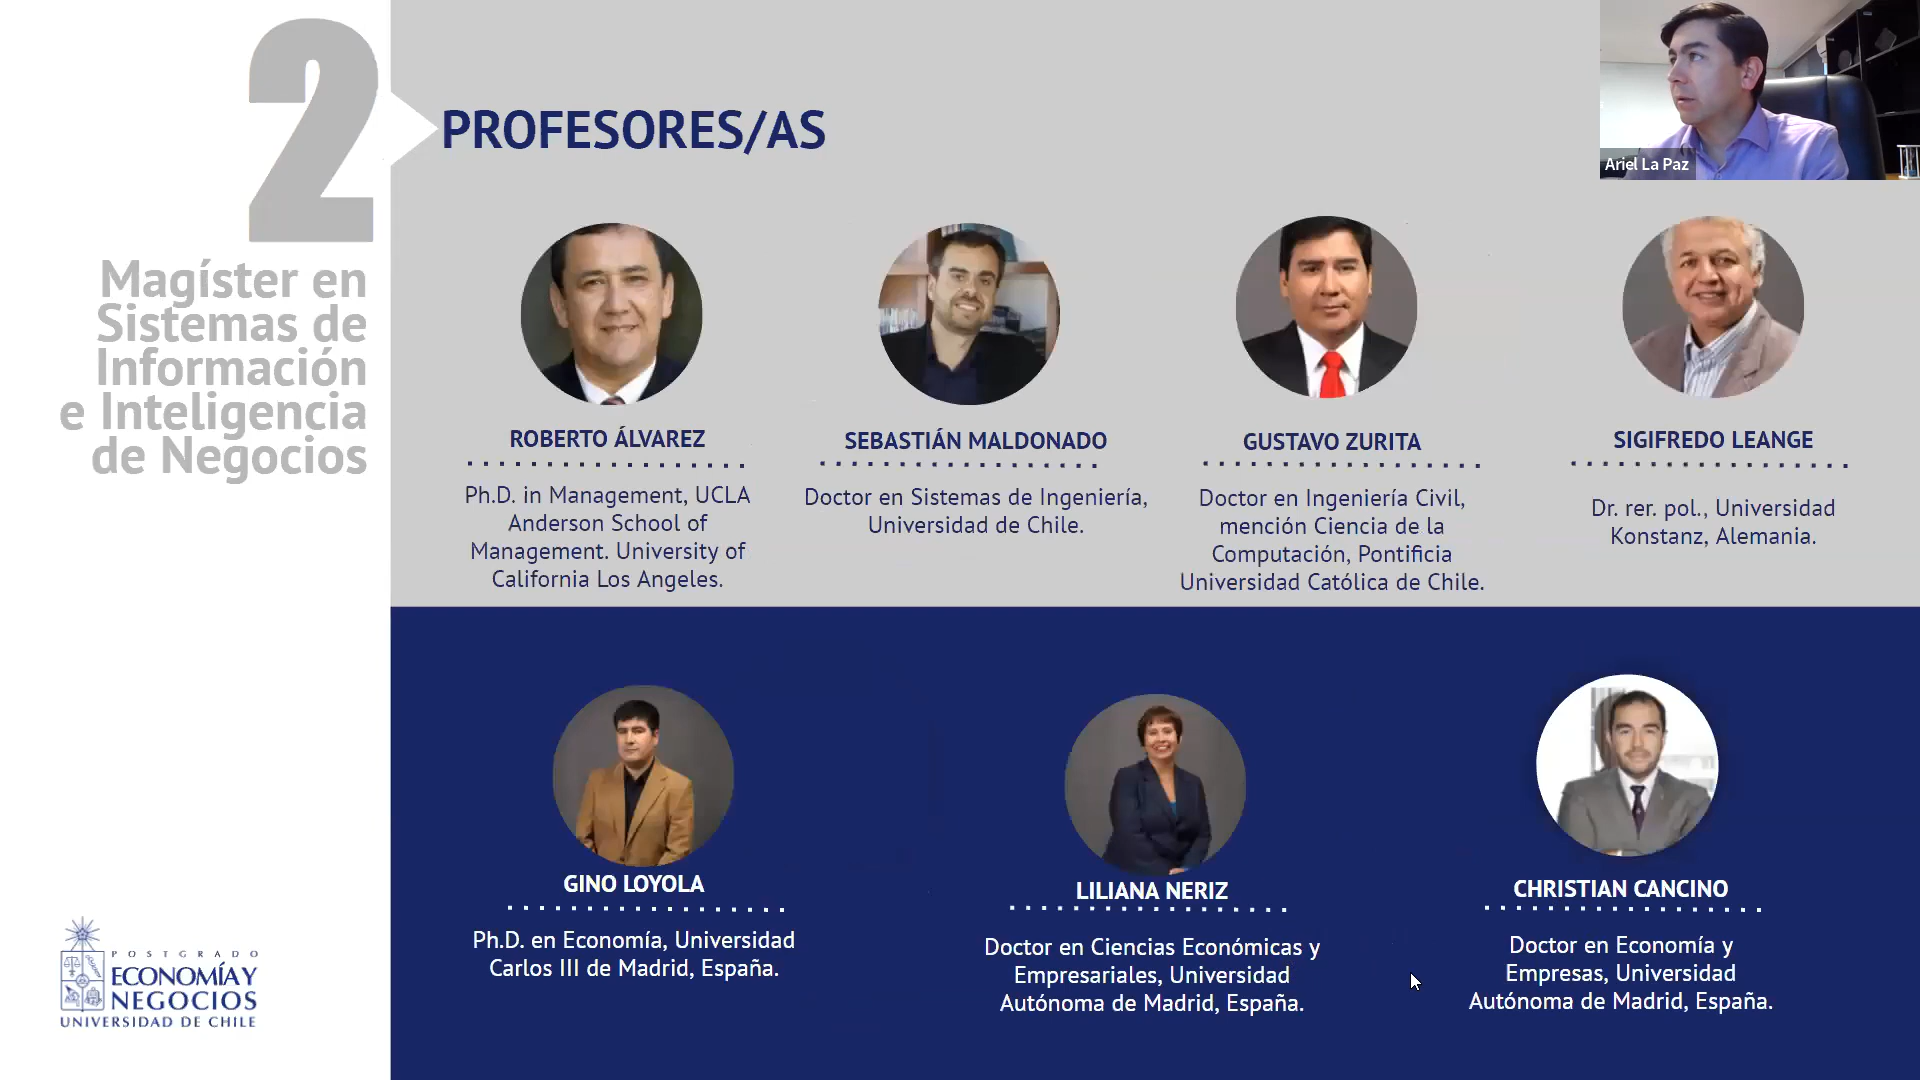 2
Magíster en
Sistemas de
Información
e Inteligencia
de Negocios
PROFESORES/AS
Ariel La Paz
ROBERTO ÁLVAREZ
Ph.D. in Management, UCLA
Anderson School of
Management. University of
California Los Angeles.
SEBASTIÁN MALDONADO
Doctor en Sistemas de Ingeniería,
Universidad de Chile.
GUSTAVO ZURITA
Doctor en Ingeniería Civil,
mención Ciencia de la
Computación, Pontificia
Universidad Católica de Chile.
SIGIFREDO LEANGE
Dr. rer. pol., Universidad
Konstanz, Alemania.
GINO LOYOLA
Ph.D. en Economía, Universidad
Carlos III de Madrid, España.
LILIANA NERIZ
Doctor en Ciencias Económicas y
Empresariales, Universidad
Autónoma de Madrid, España.
CHRISTIAN CANCINO
Doctor en Economía y
Empresas, Universidad
Autónoma de Madrid, España.
POSTGRADO
ECONOMÍA Y
NEGOCIOS
UNIVERSIDAD DE CHILE